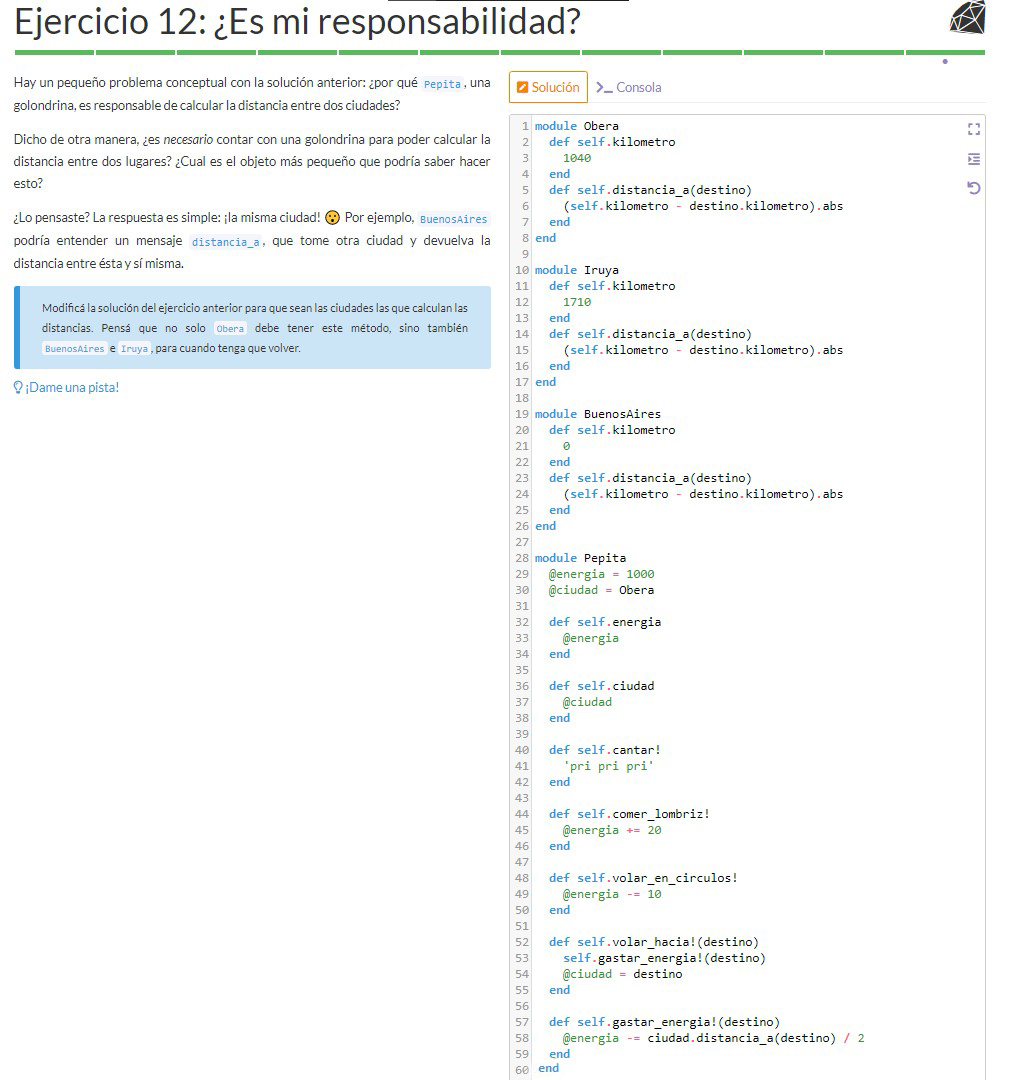 Ejercicio 12: ¿Es mi responsabilidad?
Hay un pequeño problema conceptual con la solución anterior: ¿por qué Pepita, una
golondrina, es responsable de calcular la distancia entre dos ciudades?
Dicho de otra manera, ¿es necesario contar con una golondrina para poder calcular la
distancia entre dos lugares? ¿Cual es el objeto más pequeño que podría saber hacer
esto?
¿Lo pensaste? La respuesta es simple: ¡la misma ciudad! 😮 Por ejemplo, BuenosAires
podría entender un mensaje distancia_a, que tome otra ciudad y devuelva la
distancia entre ésta y sí misma.
Modificá la solución del ejercicio anterior para que sean las ciudades las que calculan las
distancias. Pensá que no solo Obera debe tener este método, sino también
BuenosAires e Iruya, para cuando tenga que volver.
¡Dame una pista!
Solución
>_ Consola
1 module Obera
2   def self.kilometro
3     1040
4   end
5   def self.distancia_a(destino)
6     (self.kilometro - destino.kilometro).abs
7   end
8 end
9
10 module Iruya
11   def self.kilometro
12     1710
13   end
14   def self.distancia_a(destino)
15     (self.kilometro - destino.kilometro).abs
16   end
17 end
18
19 module BuenosAires
20   def self.kilometro
21     0
22   end
23   def self.distancia_a(destino)
24     (self.kilometro - destino.kilometro).abs
25   end
26 end
27
28 module Pepita
29   @energia = 1000
30   @ciudad = Obera
31
32   def self.energia
33     @energia
34   end
35
36   def self.ciudad
37     @ciudad
38   end
39
40   def self.cantar!
41     'pri pri pri'
42   end
43
44   def self.comer_lombriz!
45     @energia += 20
46   end
47
48   def self.volar_en_circulos!
49     @energia -= 10
50   end
51
52   def self.volar_hacia!(destino)
53     self.gastar_energia!(destino)
54     @ciudad = destino
55   end
56
57   def self.gastar_energia!(destino)
58     @energia -= ciudad.distancia_a(destino) / 2
59   end
60 end